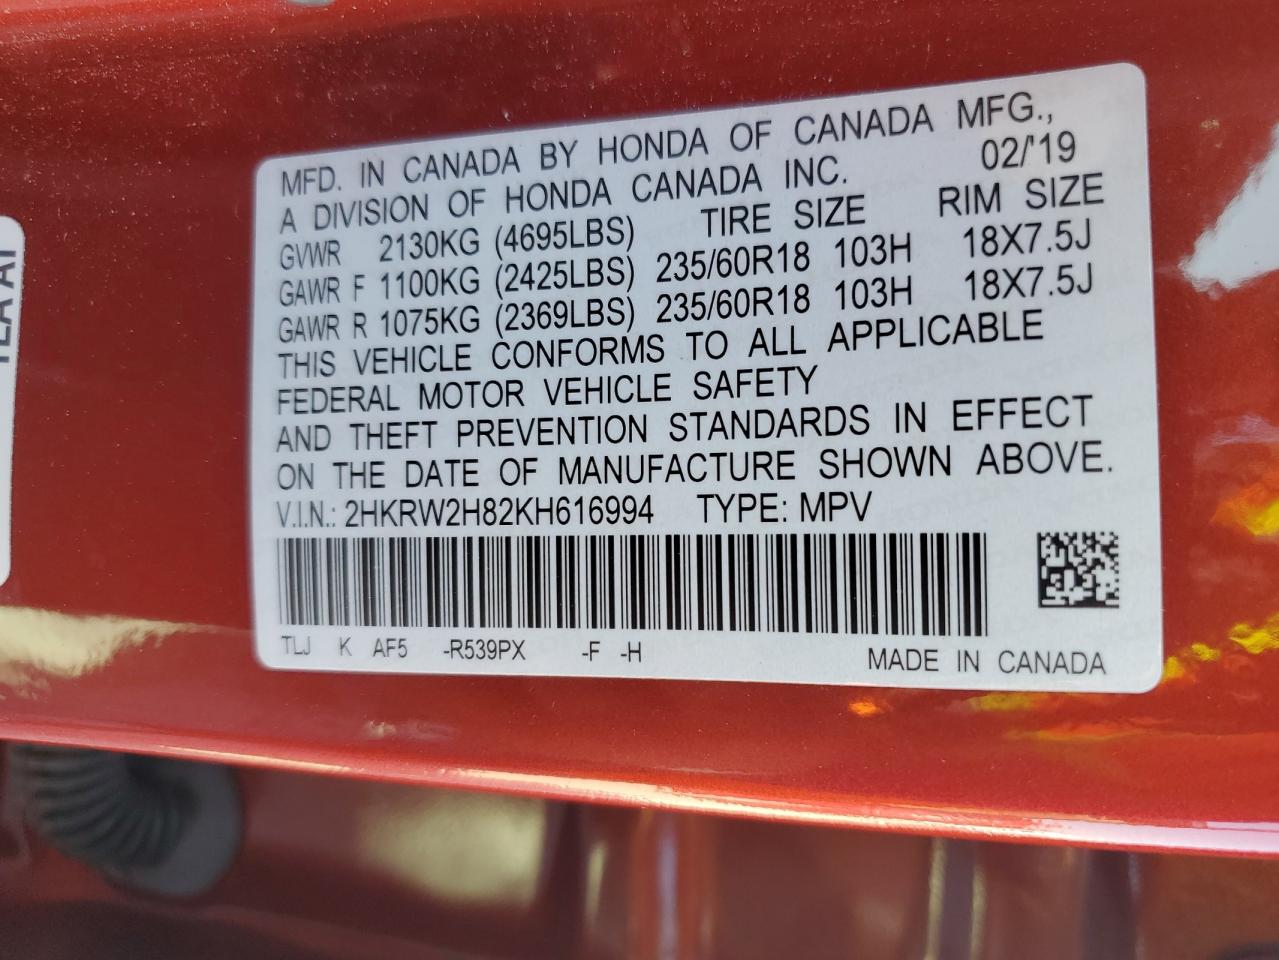 MFD. IN CANADA BY HONDA OF CANADA MFG.,
A DIVISION OF HONDA CANADA INC. 02/'19
GVWR 2130KG (4695LBS) TIRE SIZE RIM SIZE
GAWR F 1100KG (2425LBS) 235/60R18 103H 18X7.5J
GAWR R 1075KG (2369LBS) 235/60R18 103H 18X7.5J
THIS VEHICLE CONFORMS TO ALL APPLICABLE
FEDERAL MOTOR VEHICLE SAFETY
AND THEFT PREVENTION STANDARDS IN EFFECT
ON THE DATE OF MANUFACTURE SHOWN ABOVE.
V.I.N.: 2HKRW2H82KH616994 TYPE: MPV
TLJ K AF5 -R539PX -F -H MADE IN CANADA